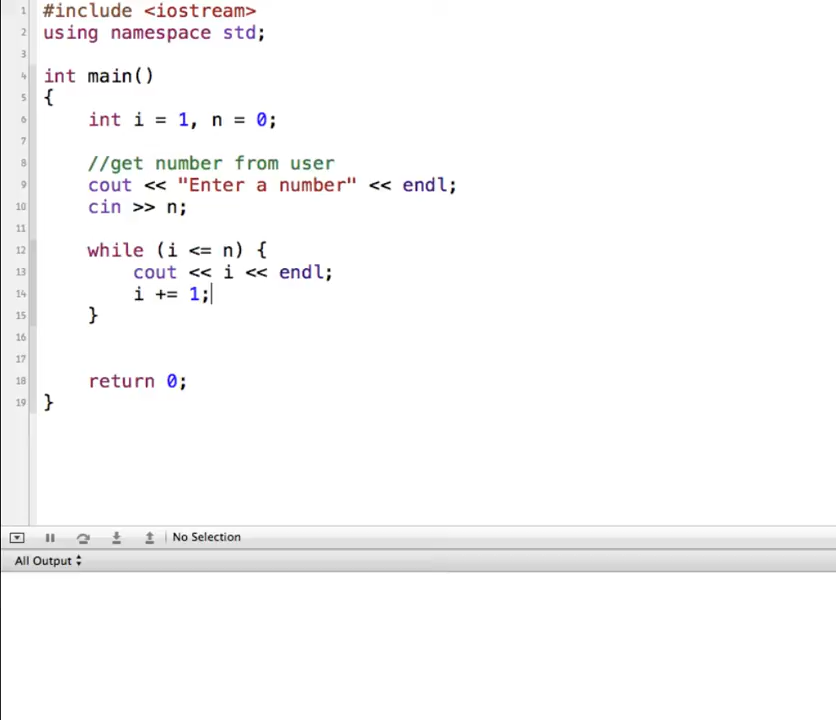 1 #include <iostream>
2 using namespace std;
3
4 int main()
5 {
6 int i = 1, n = 0;
7
8 //get number from user
9 cout << "Enter a number" << endl;
10 cin >> n;
11
12 while (i <= n) {
13 cout << i << endl;
14 i += 1;
15 }
16
17
18 return 0;
19 }
No Selection
All Output